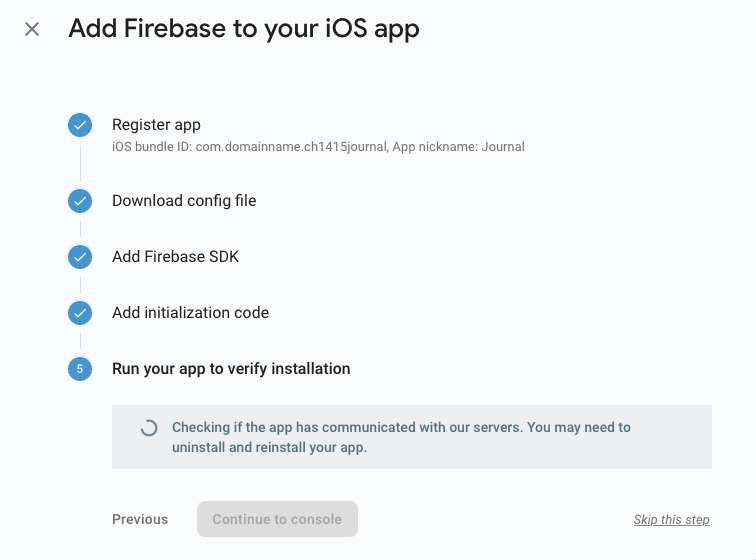 Add Firebase to your iOS app
Register app
iOS bundle ID: com.domainname.ch1415journal, App nickname: Journal
Download config file
Add Firebase SDK
Add initialization code
5 Run your app to verify installation
Checking if the app has communicated with our servers. You may need to
uninstall and reinstall your app.
Previous Continue to console Skip this step